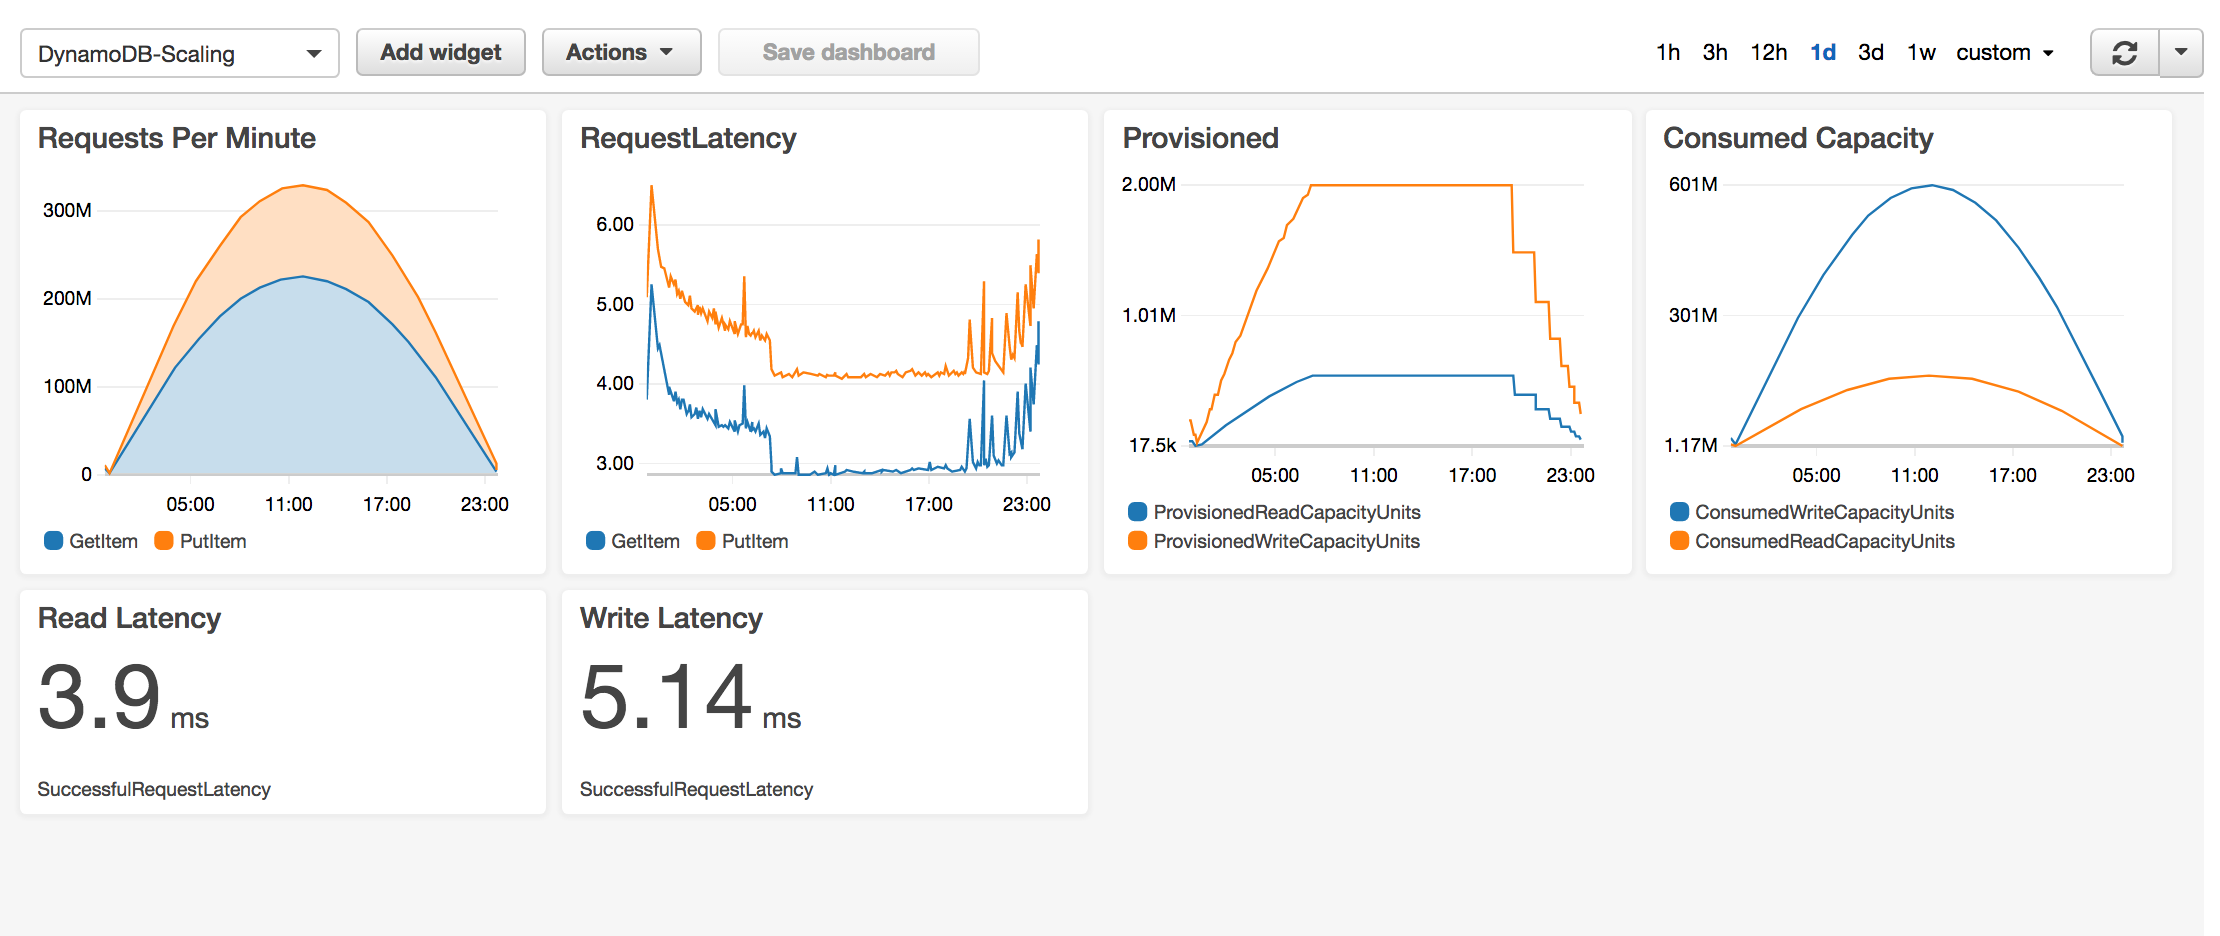 DynamoDB-Scaling Add widget Actions Save dashboard 1h 3h 12h 1d 3d 1w custom
Requests Per Minute
300M
200M
100M
0
05:00 11:00 17:00 23:00
GetItem PutItem
RequestLatency
6.00
5.00
4.00
3.00
05:00 11:00 17:00 23:00
GetItem PutItem
Provisioned
2.00M
1.01M
17.5k
05:00 11:00 17:00 23:00
ProvisionedReadCapacityUnits
ProvisionedWriteCapacityUnits
Consumed Capacity
601M
301M
1.17M
05:00 11:00 17:00 23:00
ConsumedWriteCapacityUnits
ConsumedReadCapacityUnits
Read Latency
3.9 ms
SuccessfulRequestLatency
Write Latency
5.14 ms
SuccessfulRequestLatency